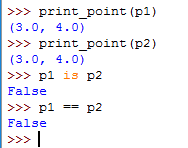 >>> print_point(p1)
(3.0, 4.0)
>>> print_point(p2)
(3.0, 4.0)
>>> p1 is p2
False
>>> p1 == p2
False
>>>